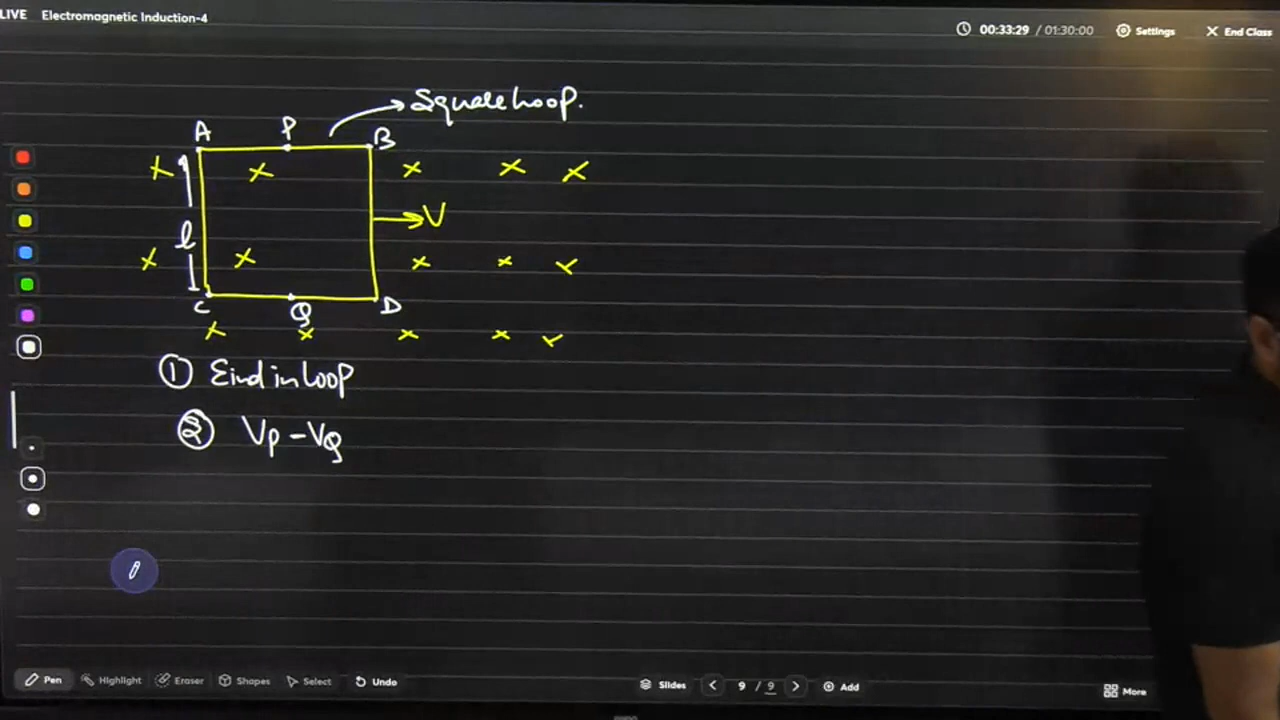 LIVE Electromagnetic Induction-4
00:33:29 / 01:30:00 Settings End Class
Square Loop.
A P B
V
l
C Q D
① Eind in Loop
② Vp - VQ
Pen Highlight Eraser Shapes Select Undo
Slides 9 / 9 Add
More